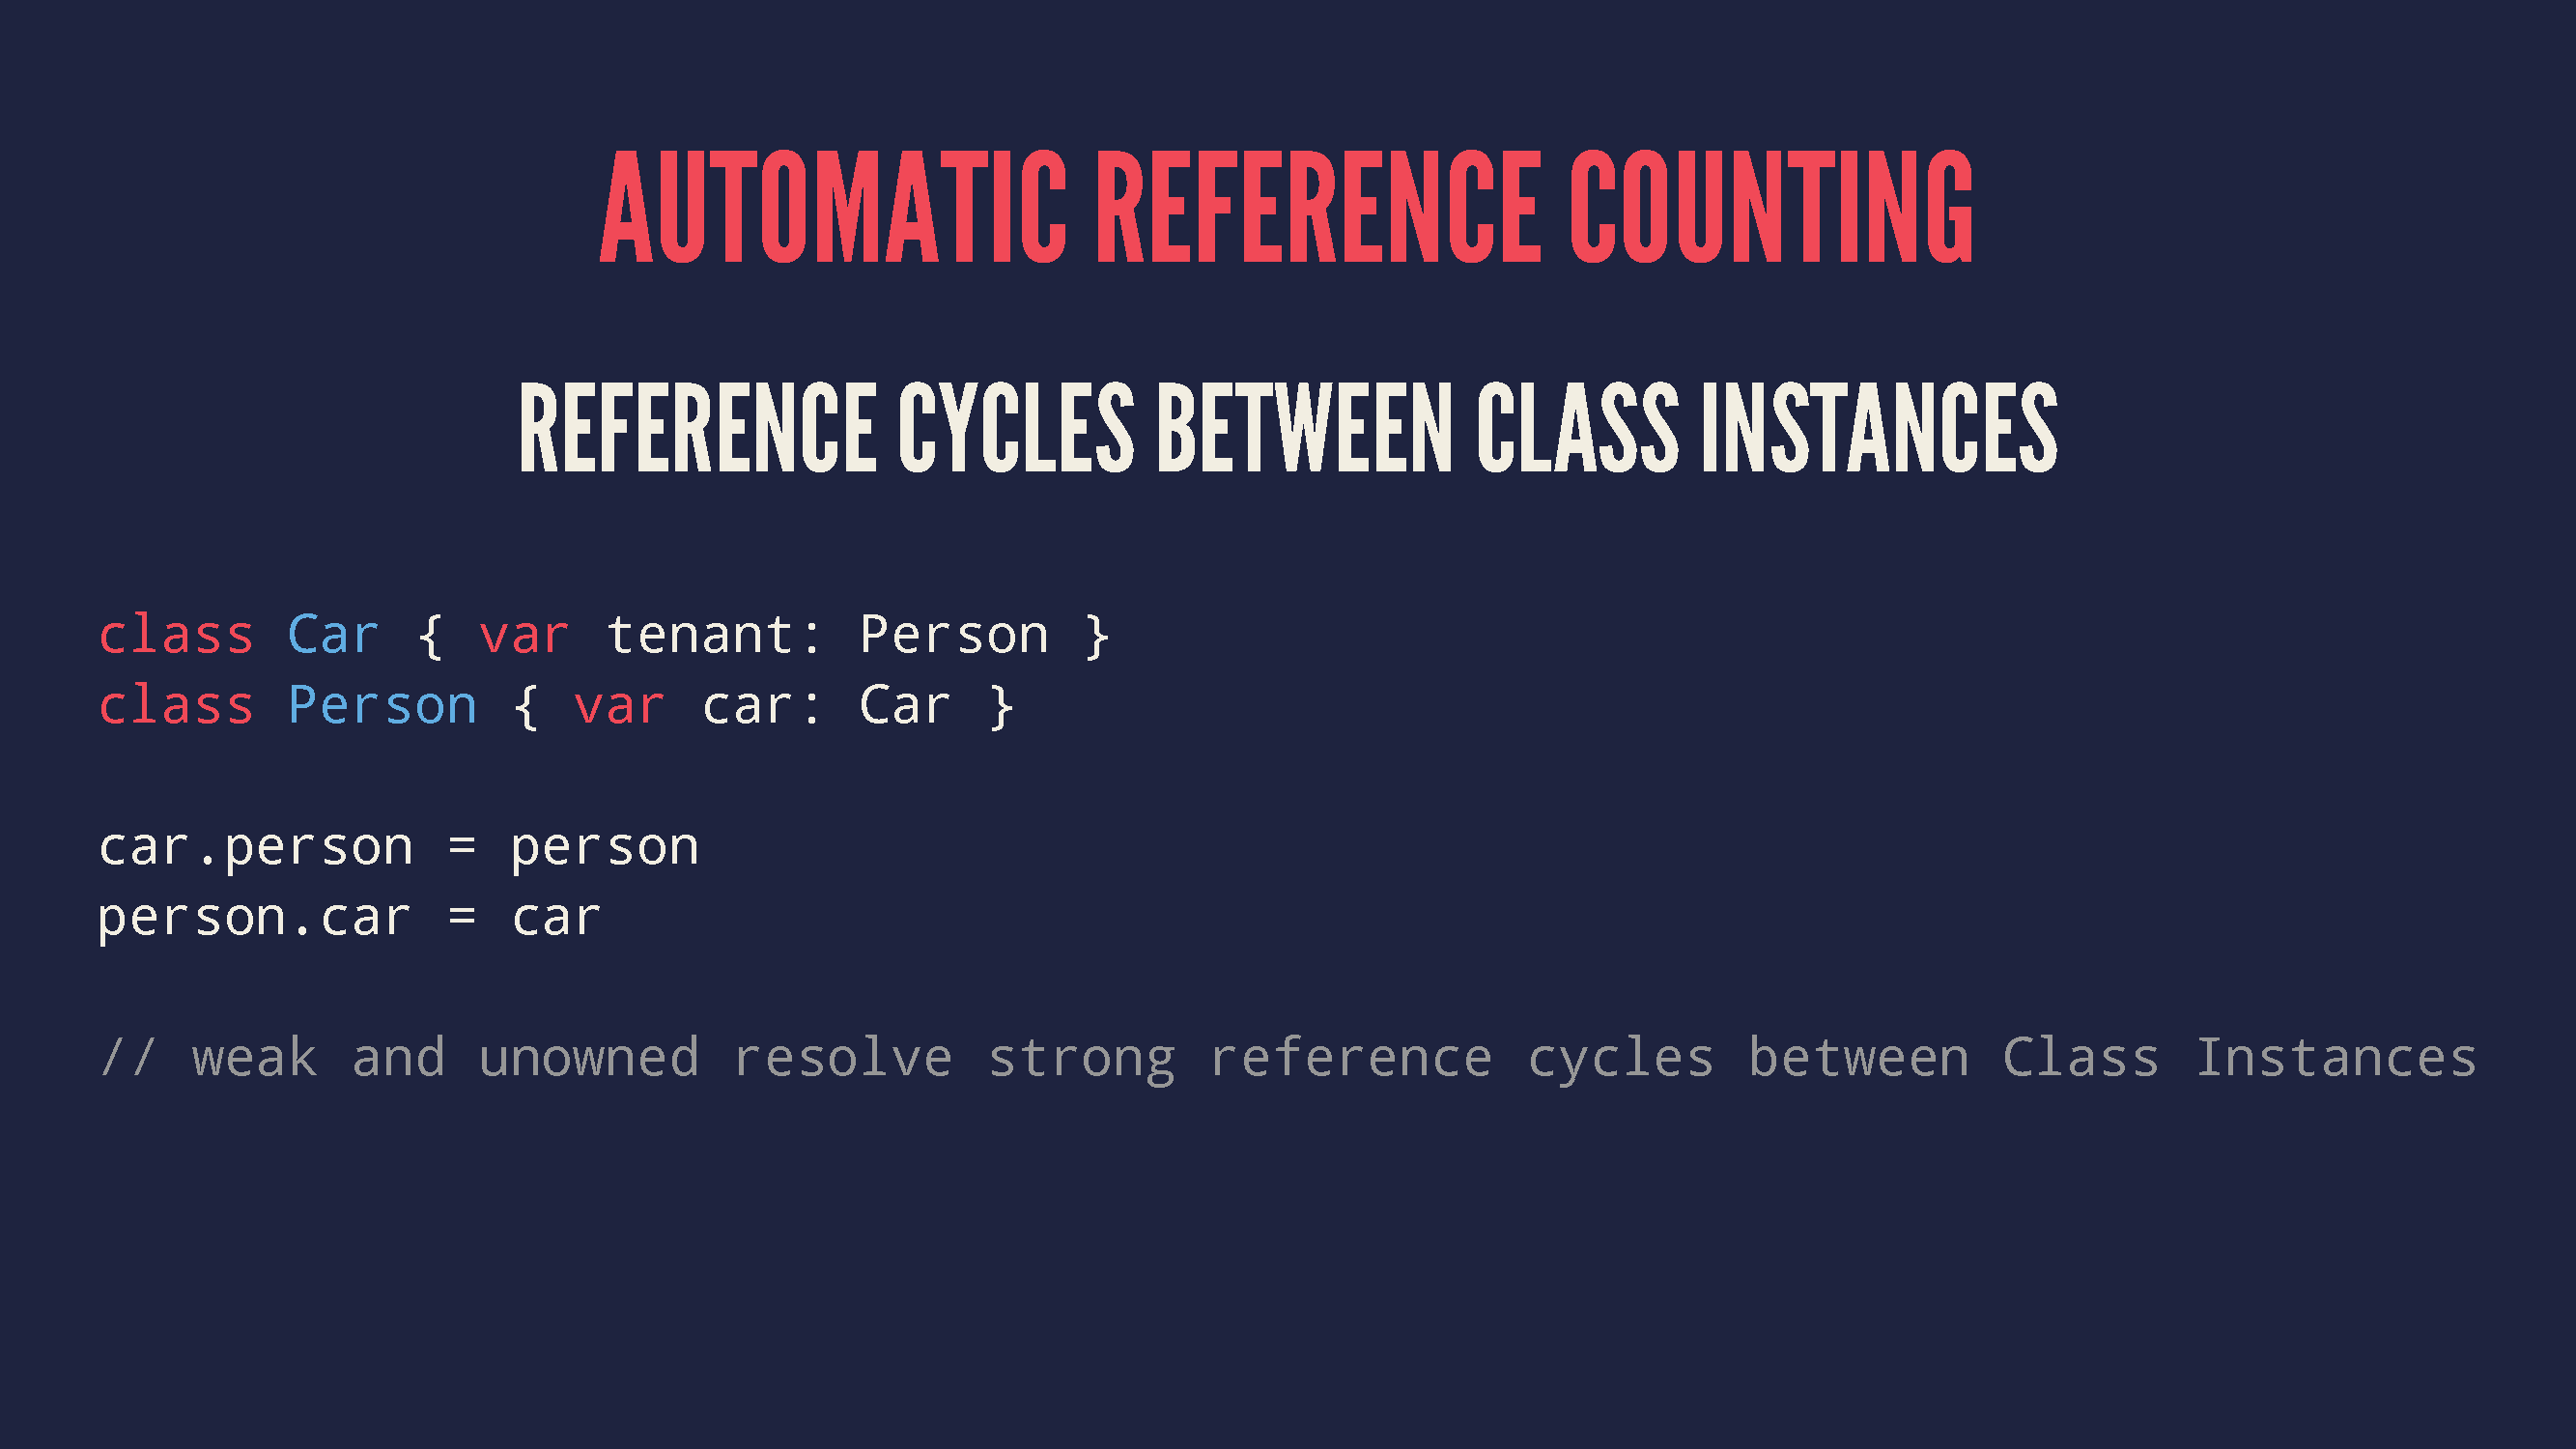 AUTOMATIC REFERENCE COUNTING
REFERENCE CYCLES BETWEEN CLASS INSTANCES
class Car { var tenant: Person }
class Person { var car: Car }
car.person = person
person.car = car
// weak and unowned resolve strong reference cycles between Class Instances